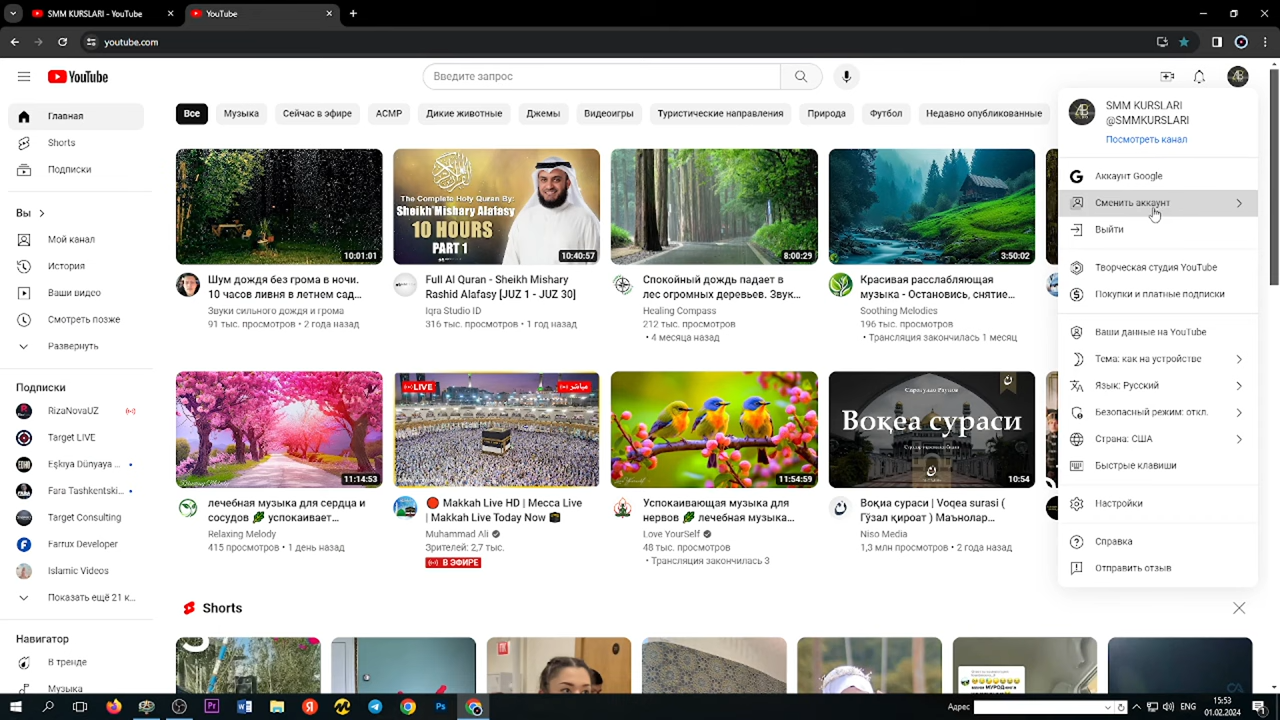 SMM KURSLARI - YouTube
YouTube
youtube.com
YouTube
Введите запрос
SMM KURSLARI
@SMMKURSLARI
Посмотреть канал
Аккаунт Google
Сменить аккаунт
Выйти
Творческая студия YouTube
Покупки и платные подписки
Ваши данные на YouTube
Тема: как на устройстве
Язык: Русский
Безопасный режим: откл.
Страна: США
Быстрые клавиши
Настройки
Справка
Отправить отзыв
Главная
Shorts
Подписки
Вы
Мой канал
История
Ваши видео
Смотреть позже
Развернуть
Подписки
RizaNovaUZ
Target LIVE
Eşkıya Dünyaya ...
Fara Tashkentski...
Target Consulting
Farrux Developer
Islamic Videos
Показать ещё 21 к...
Навигатор
В тренде
Музыка
Все
Музыка
Сейчас в эфире
АСМР
Дикие животные
Джемы
Видеоигры
Туристические направления
Природа
Футбол
Недавно опубликованные
10:01:01
Шум дождя без грома в ночи.
10 часов ливня в летнем сад...
Звуки сильного дождя и грома
91 тыс. просмотров • 2 года назад
The Complete Holy Quran By:
Sheikh Mishary Alafasy
10 HOURS
PART 1
10:40:57
Full Al Quran - Sheikh Mishary
Rashid Alafasy [JUZ 1 - JUZ 30]
Iqra Studio ID
316 тыс. просмотров • 1 год назад
8:00:29
Спокойный дождь падает в
лес огромных деревьев. Звук...
Healing Compass
212 тыс. просмотров
• 4 месяца назад
3:50:02
Красивая расслабляющая
музыка - Остановись, снятие...
Soothing Melodies
196 тыс. просмотров
• Трансляция закончилась 1 месяц
11:14:53
лечебная музыка для сердца и
сосудов 🌿 успокаивает...
Relaxing Melody
415 просмотров • 1 день назад
LIVE
مباشر
🔴 Makkah Live HD | Mecca Live
| Makkah Live Today Now 🕋
Muhammad Ali
Зрителей: 2,7 тыс.
В ЭФИРЕ
11:54:59
Успокаивающая музыка для
нервов 🌿 лечебная музыка...
Love YourSelf
48 тыс. просмотров
• Трансляция закончилась 3
Воқеа сураси
10:54
Воқиа сураси | Voqea surasi (
Гўзал қироат ) Маънолар...
Niso Media
1,3 млн просмотров • 2 года назад
Shorts
Адрес
ENG
15:53
01.02.2024